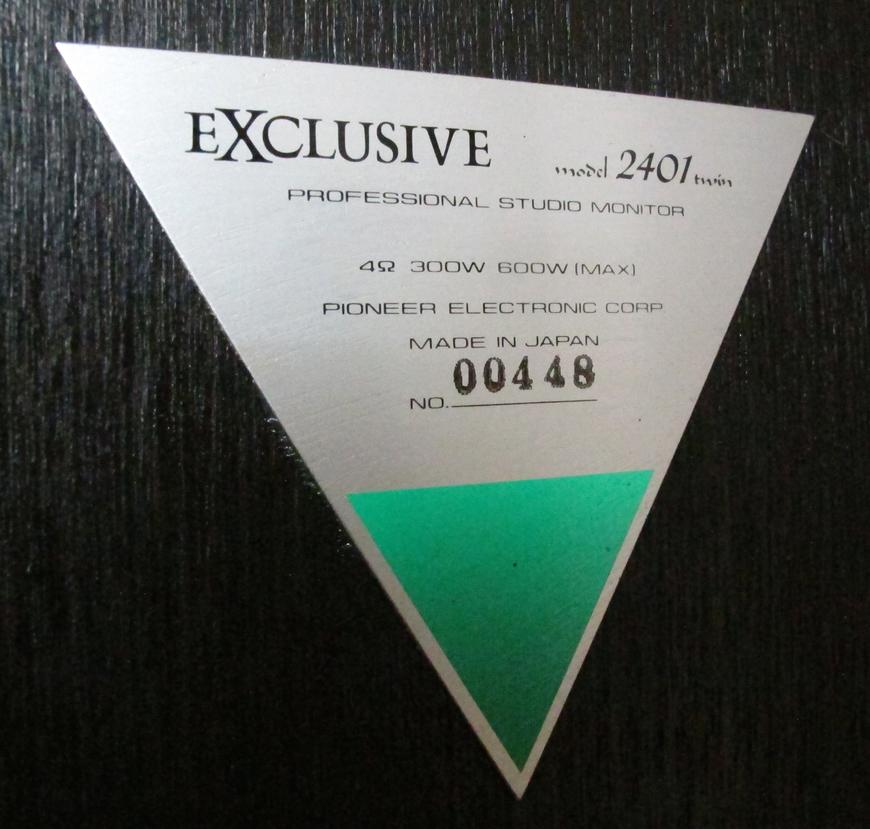 EXCLUSIVE model 2401 twin
PROFESSIONAL STUDIO MONITOR
4Ω 300W 600W (MAX)
PIONEER ELECTRONIC CORP
MADE IN JAPAN
NO. 00448